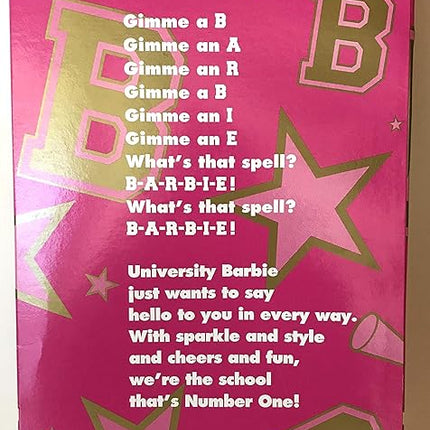 B
B
Gimme a B
Gimme an A
Gimme an R
Gimme a B
Gimme an I
Gimme an E
What's that spell?
B-A-R-B-I-E!
What's that spell?
B-A-R-B-I-E!
University Barbie
just wants to say
hello to you in every way.
With sparkle and style
and cheers and fun,
we're the school
that's Number One!